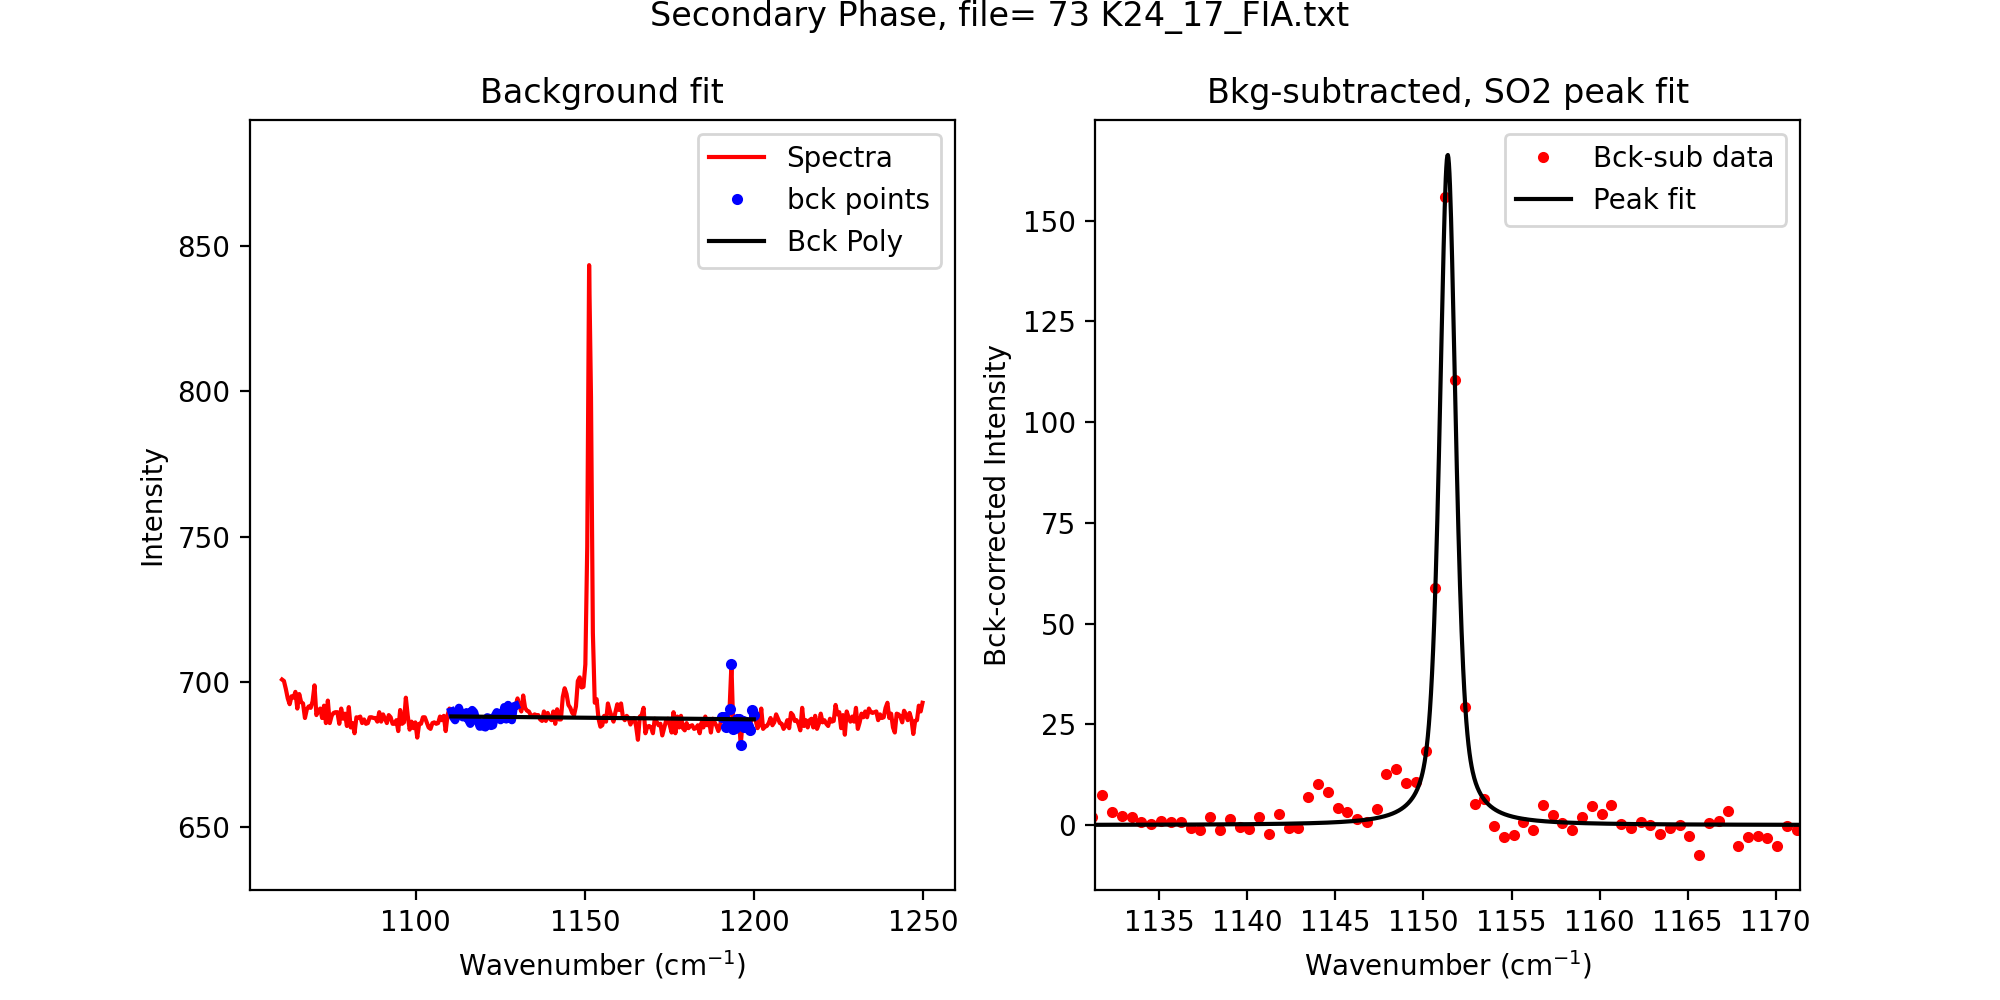 Secondary Phase, file= 73 K24_17_FIA.txt
Background fit
Spectra
bck points
Bck Poly
850
800
750
700
650
Intensity
1100 1150 1200 1250
Wavenumber (cm⁻¹)
Bkg-subtracted, SO2 peak fit
Bck-sub data
Peak fit
150
125
100
75
50
25
0
Bck-corrected Intensity
1135 1140 1145 1150 1155 1160 1165 1170
Wavenumber (cm⁻¹)